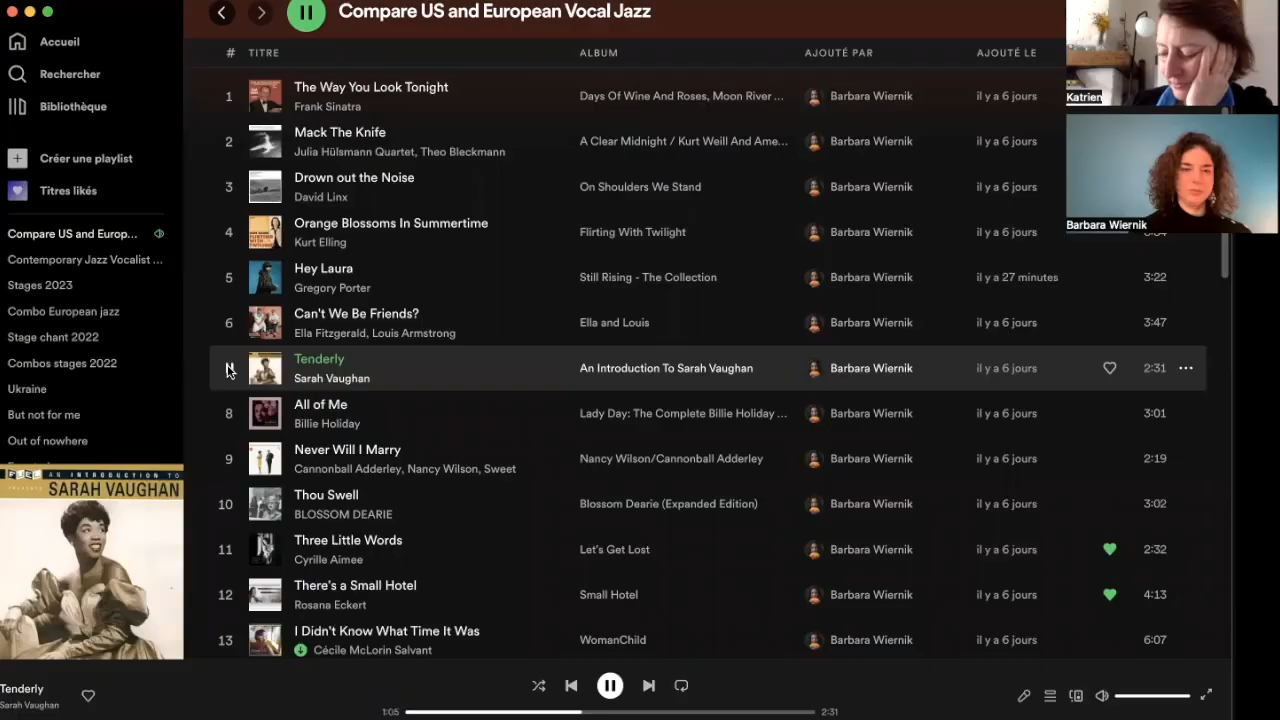 Compare US and European Vocal Jazz
Accueil
Rechercher
Bibliothèque
Créer une playlist
Titres likés
Compare US and Europ...
Contemporary Jazz Vocalist ...
Stages 2023
Combo European jazz
Stage chant 2022
Combos stages 2022
Ukraine
But not for me
Out of nowhere
AN INTRODUCTION TO
SARAH VAUGHAN
# TITRE ALBUM AJOUTÉ PAR AJOUTÉ LE
1 The Way You Look Tonight
Frank Sinatra
Days Of Wine And Roses, Moon River ... Barbara Wiernik il y a 6 jours
2 Mack The Knife
Julia Hülsmann Quartet, Theo Bleckmann
A Clear Midnight / Kurt Weill And Ame... Barbara Wiernik il y a 6 jours
3 Drown out the Noise
David Linx
On Shoulders We Stand Barbara Wiernik il y a 6 jours
4 Orange Blossoms In Summertime
Kurt Elling
Flirting With Twilight Barbara Wiernik il y a 6 jours
5 Hey Laura
Gregory Porter
Still Rising - The Collection Barbara Wiernik il y a 27 minutes 3:22
6 Can't We Be Friends?
Ella Fitzgerald, Louis Armstrong
Ella and Louis Barbara Wiernik il y a 6 jours 3:47
Tenderly
Sarah Vaughan
An Introduction To Sarah Vaughan Barbara Wiernik il y a 6 jours 2:31
8 All of Me
Billie Holiday
Lady Day: The Complete Billie Holiday ... Barbara Wiernik il y a 6 jours 3:01
9 Never Will I Marry
Cannonball Adderley, Nancy Wilson, Sweet
Nancy Wilson/Cannonball Adderley Barbara Wiernik il y a 6 jours 2:19
10 Thou Swell
BLOSSOM DEARIE
Blossom Dearie (Expanded Edition) Barbara Wiernik il y a 6 jours 3:02
11 Three Little Words
Cyrille Aimee
Let's Get Lost Barbara Wiernik il y a 6 jours 2:32
12 There's a Small Hotel
Rosana Eckert
Small Hotel Barbara Wiernik il y a 6 jours 4:13
13 I Didn't Know What Time It Was
Cécile McLorin Salvant
WomanChild Barbara Wiernik il y a 6 jours 6:07
Katrien
Barbara Wiernik
Tenderly
Sarah Vaughan
1:05 2:31